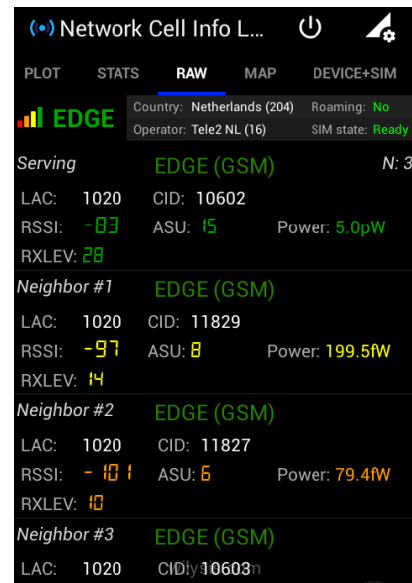 Network Cell Info L...
PLOT STATS RAW MAP DEVICE+SIM
EDGE
Country: Netherlands (204) Roaming: No
Operator: Tele2 NL (16) SIM state: Ready
Serving EDGE (GSM) N: 3
LAC: 1020 CID: 10602
RSSI: -83 ASU: 15 Power: 5.0pW
RXLEV: 28
Neighbor #1 EDGE (GSM)
LAC: 1020 CID: 11829
RSSI: -97 ASU: 8 Power: 199.5fW
RXLEV: 14
Neighbor #2 EDGE (GSM)
LAC: 1020 CID: 11827
RSSI: -101 ASU: 6 Power: 79.4fW
RXLEV: 10
Neighbor #3 EDGE (GSM)
LAC: 1020 CID: 10603